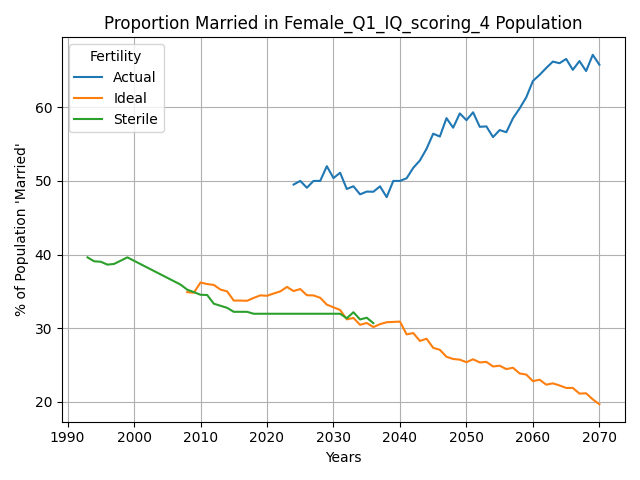 Proportion Married in Female_Q1_IQ_scoring_4 Population
Fertility
Actual
Ideal
Sterile
% of Population 'Married'
60
50
40
30
20
1990
2000
2010
2020
2030
2040
2050
2060
2070
Years